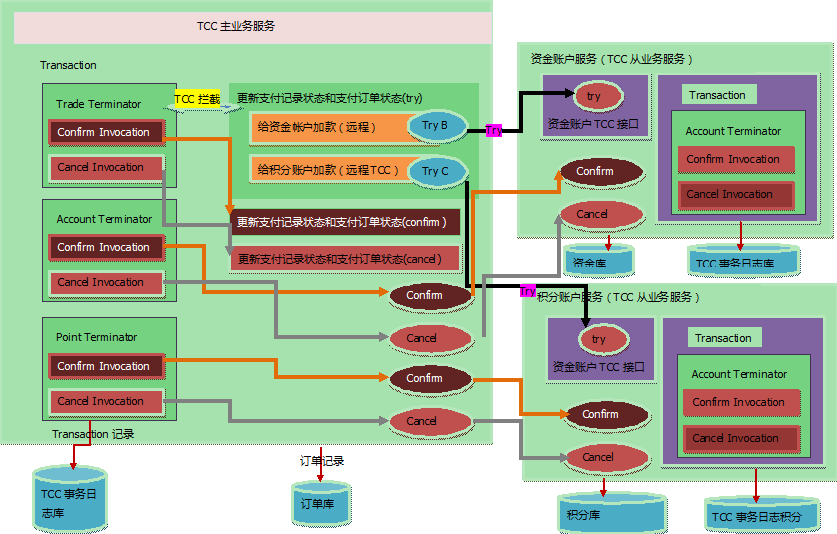 TCC 主业务服务
Transaction
Trade Terminator
Confirm Invocation
Cancel Invocation
TCC 拦截
更新支付记录状态和支付订单状态(try)
给资金帐户加款（远程）
Try B
给积分账户加款（远程TCC）
Try C
Account Terminator
Confirm Invocation
Cancel Invocation
更新支付记录状态和支付订单状态(confirm)
更新支付记录状态和支付订单状态(cancel)
Confirm
Cancel
Point Terminator
Confirm Invocation
Cancel Invocation
Confirm
Cancel
Transaction 记录
TCC 事务日
志库
订单记录
订单库
Try
资金账户服务（TCC 从业务服务）
try
资金账户 TCC 接口
Transaction
Account Terminator
Confirm Invocation
Cancel Invocation
Confirm
Cancel
资金库
TCC 事务日志库
Try
积分账户服务（TCC 从业务服务）
try
资金账户 TCC 接口
Transaction
Account Terminator
Confirm Invocation
Cancel Invocation
Confirm
Cancel
积分库
TCC 事务日志积分